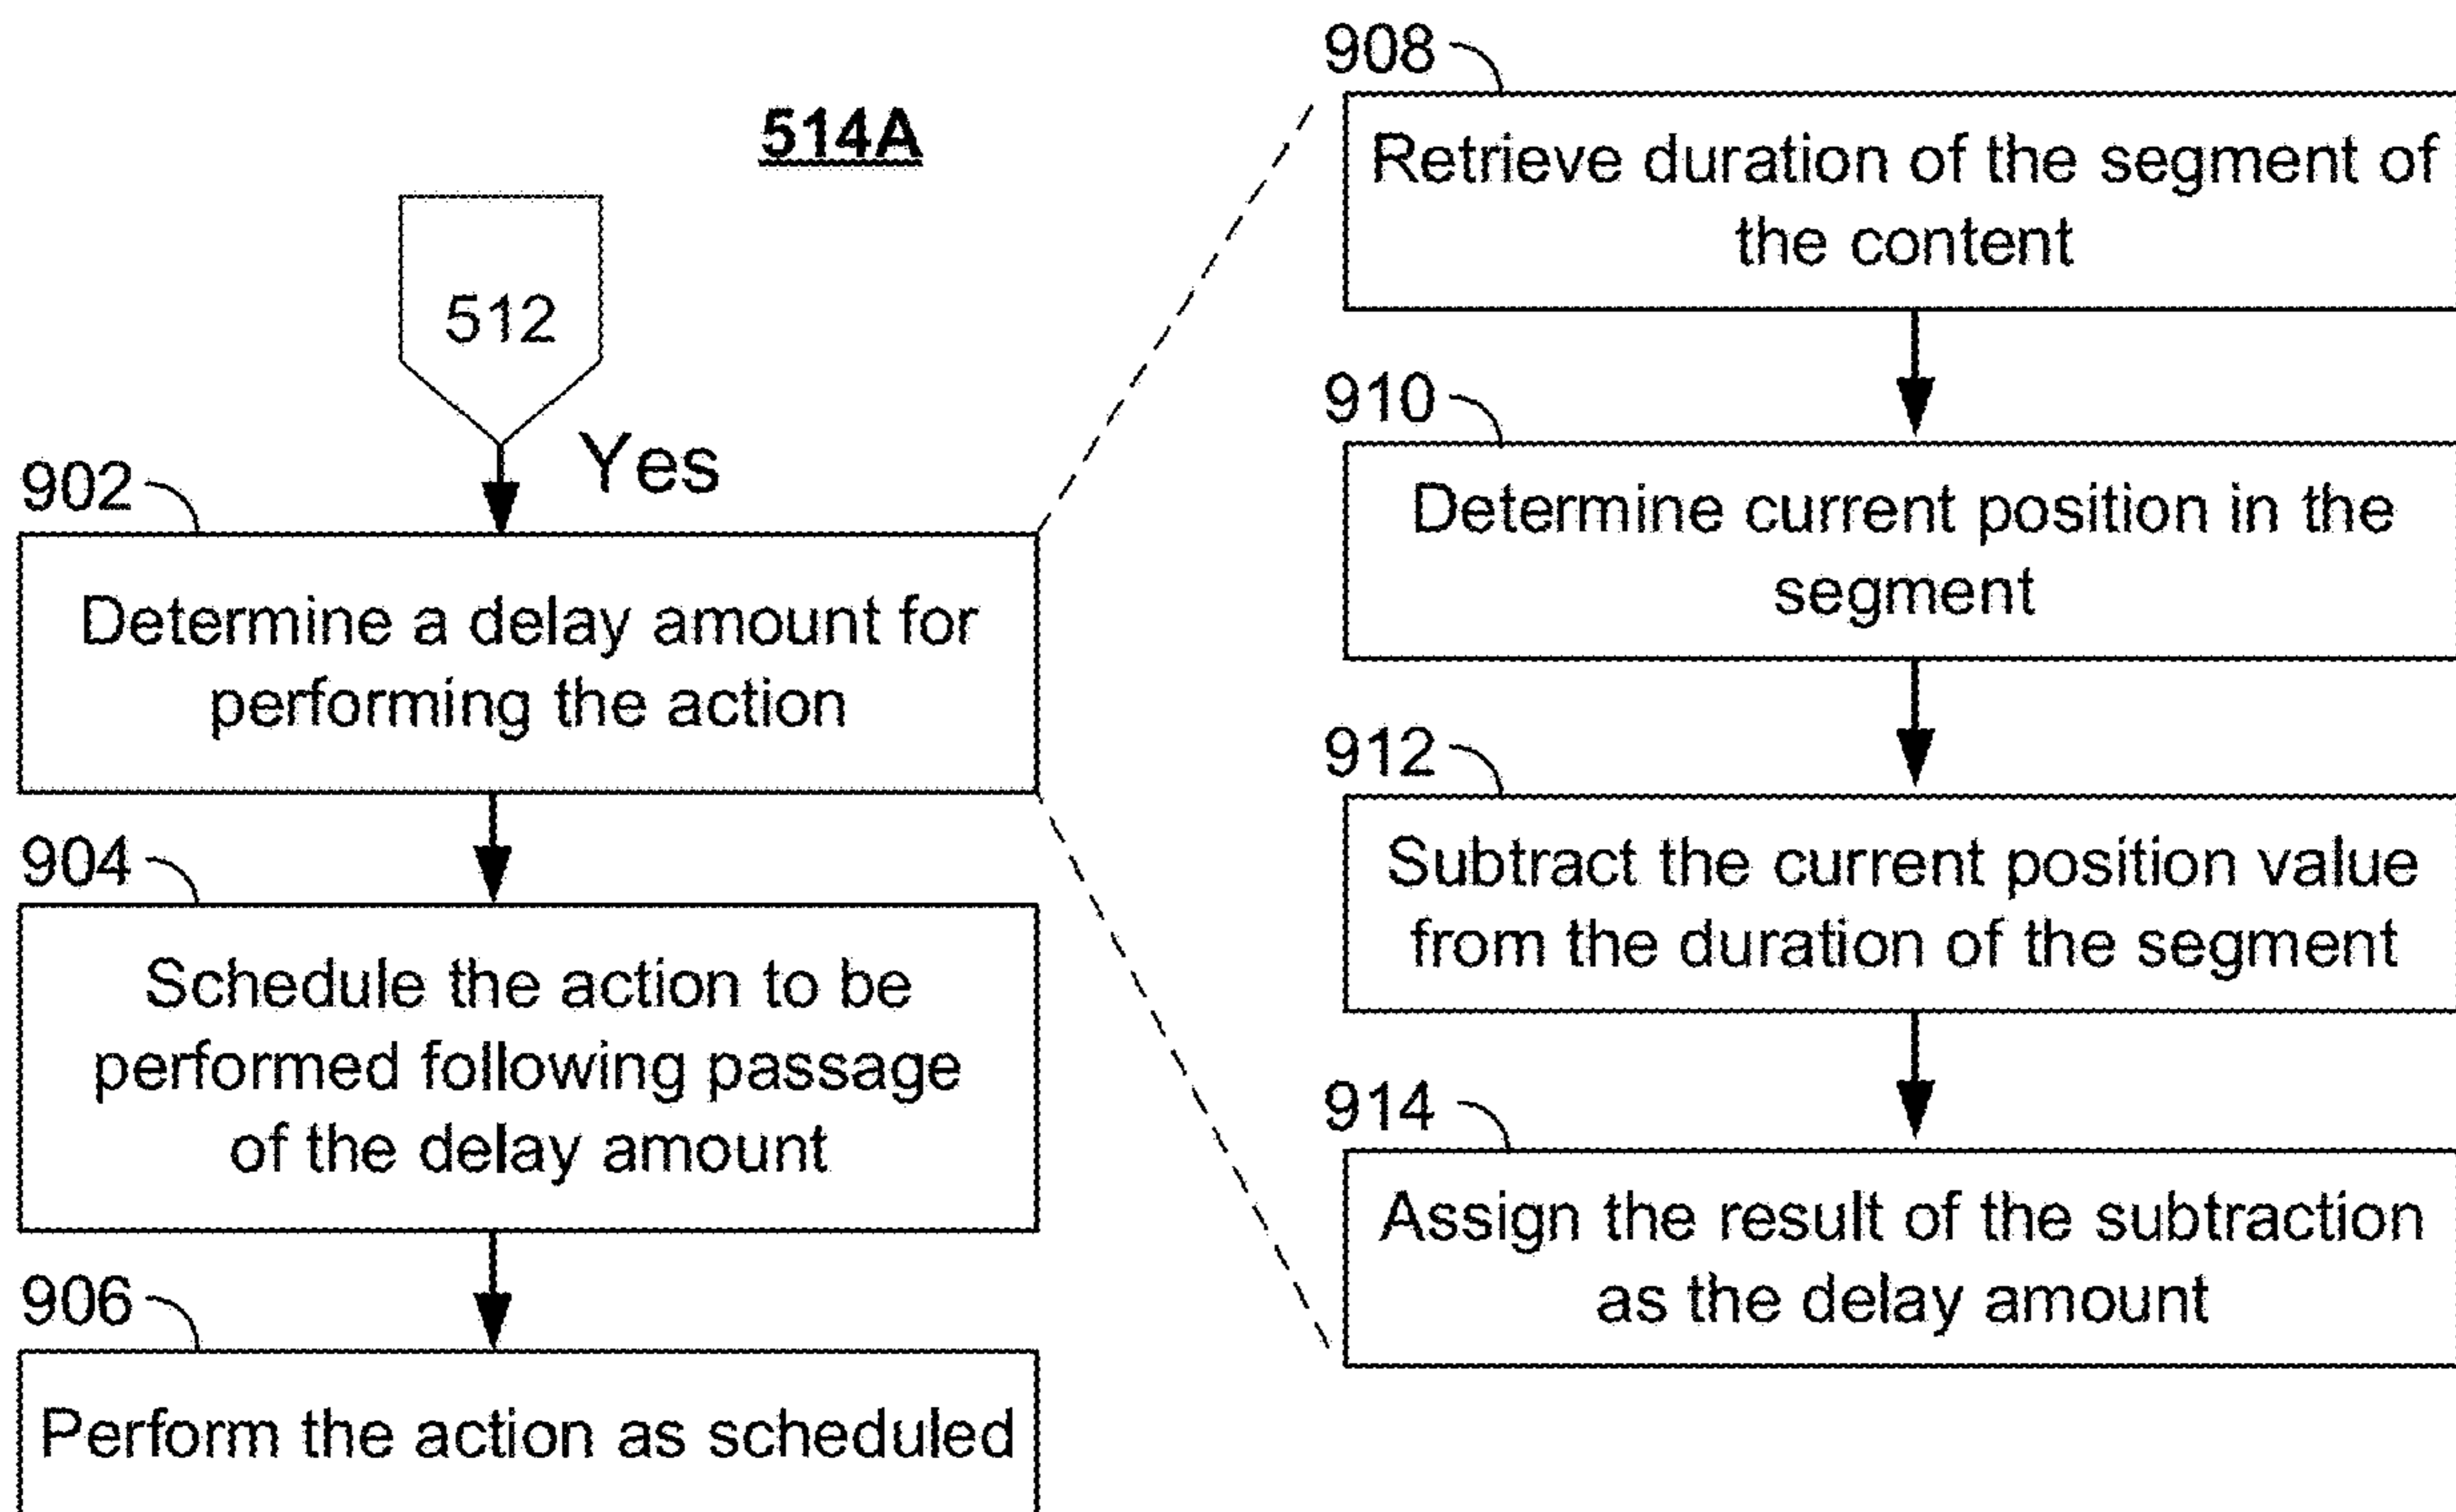 514A
512
Yes
902
Determine a delay amount for
performing the action
904
Schedule the action to be
performed following passage
of the delay amount
906
Perform the action as scheduled
908
Retrieve duration of the segment of
the content
910
Determine current position in the
segment
912
Subtract the current position value
from the duration of the segment
914
Assign the result of the subtraction
as the delay amount